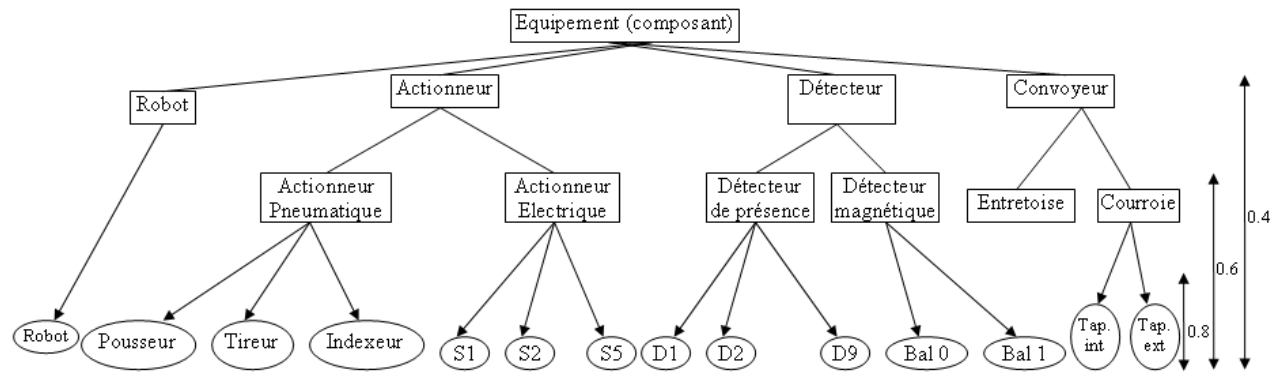 Equipement (composant)
Robot
Actionneur
Détecteur
Convoyeur
Actionneur
Pneumatique
Actionneur
Electrique
Détecteur
de présence
Détecteur
magnétique
Entretoise
Courroie
0.4
0.6
0.8
Robot
Pousseur
Tireur
Indexeur
S1
S2
S5
D1
D2
D9
Bal 0
Bal 1
Tap.
int
Tap.
ext